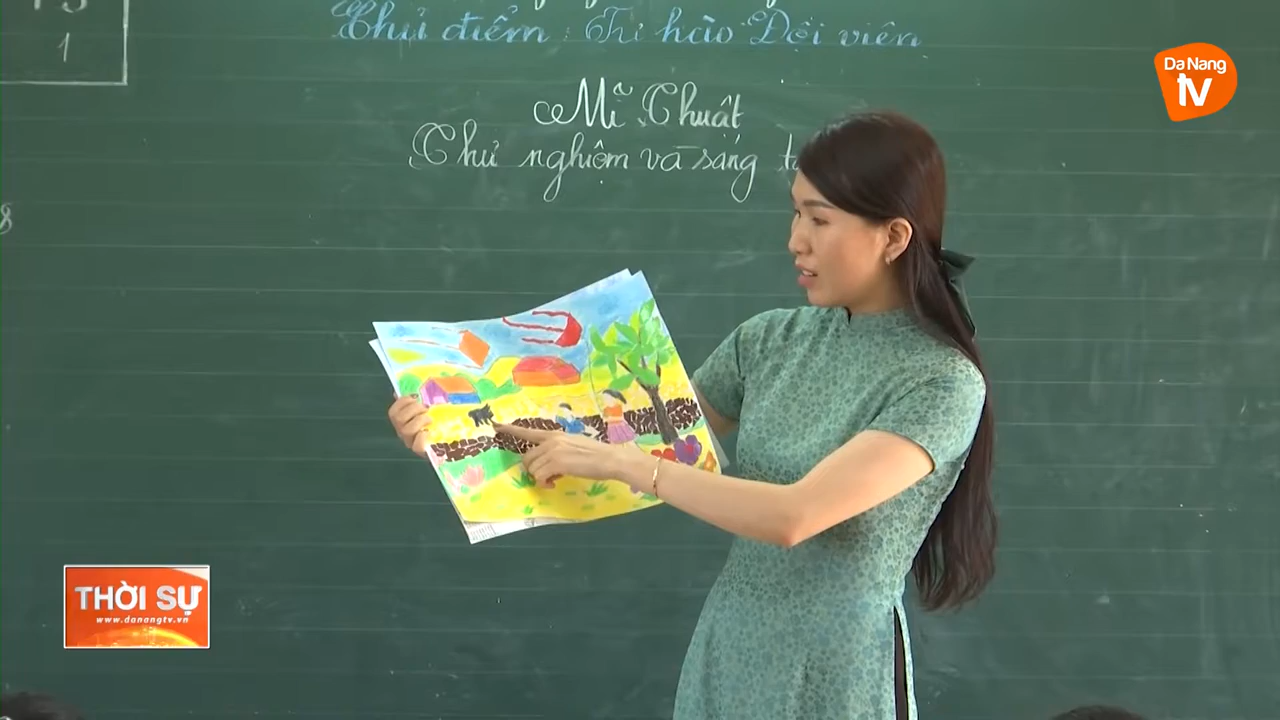 Chủ điểm : Tự hào Đội viên
1
Mĩ Thuật
Chủ nghiệm và sáng
8
Da Nang
tv
THỜI SỰ
www.danangtv.vn